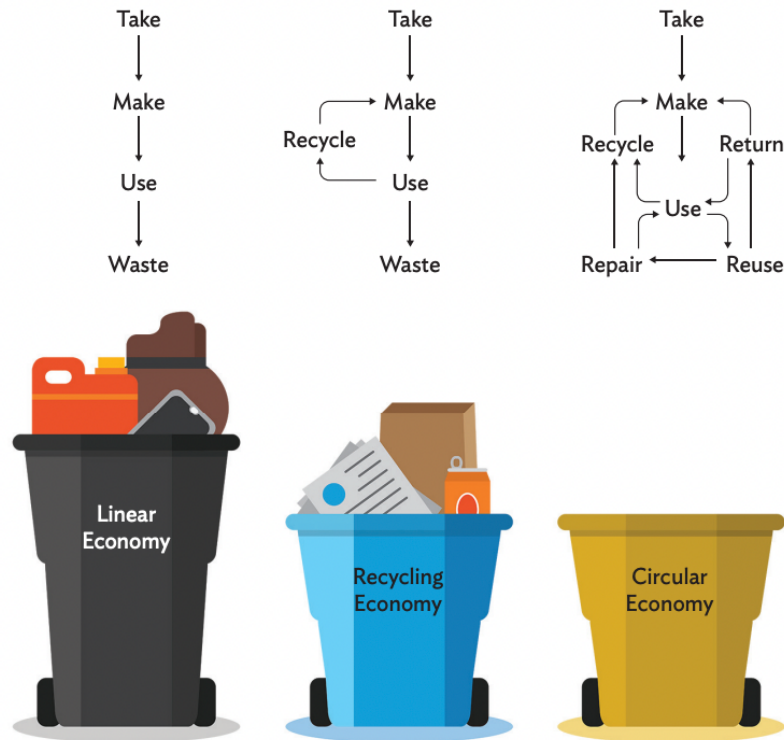 Take
Make
Use
Waste
Take
Make
Recycle
Use
Waste
Take
Make
Recycle
Return
Use
Repair
Reuse
Linear
Economy
Recycling
Economy
Circular
Economy